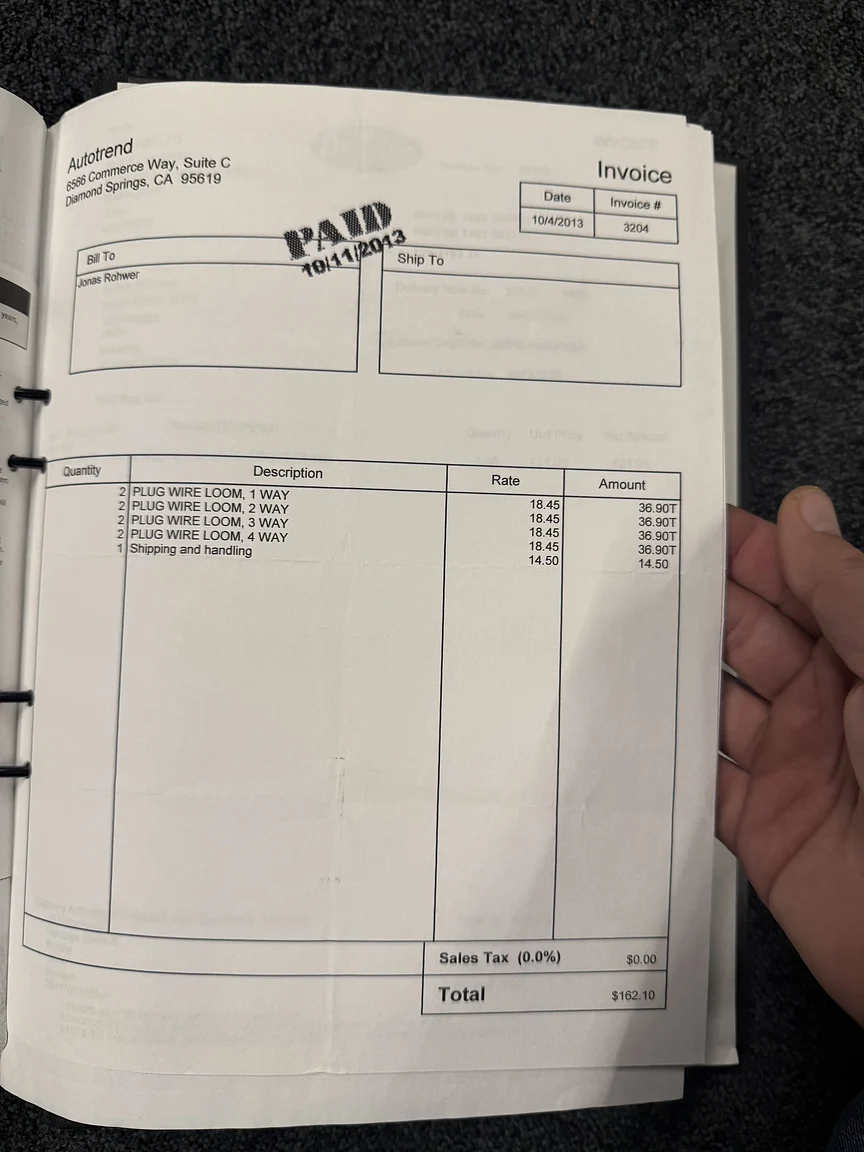 Autotrend
6566 Commerce Way, Suite C
Diamond Springs, CA 95619
Invoice
Date Invoice #
10/4/2013 3204
PAID
10/11/2013
Bill To
Jonas Rohwer
Ship To
Quantity Description Rate Amount
2 PLUG WIRE LOOM, 1 WAY 18.45 36.90T
2 PLUG WIRE LOOM, 2 WAY 18.45 36.90T
2 PLUG WIRE LOOM, 3 WAY 18.45 36.90T
2 PLUG WIRE LOOM, 4 WAY 18.45 36.90T
1 Shipping and handling 14.50 14.50
Sales Tax (0.0%) $0.00
Total $162.10
years,